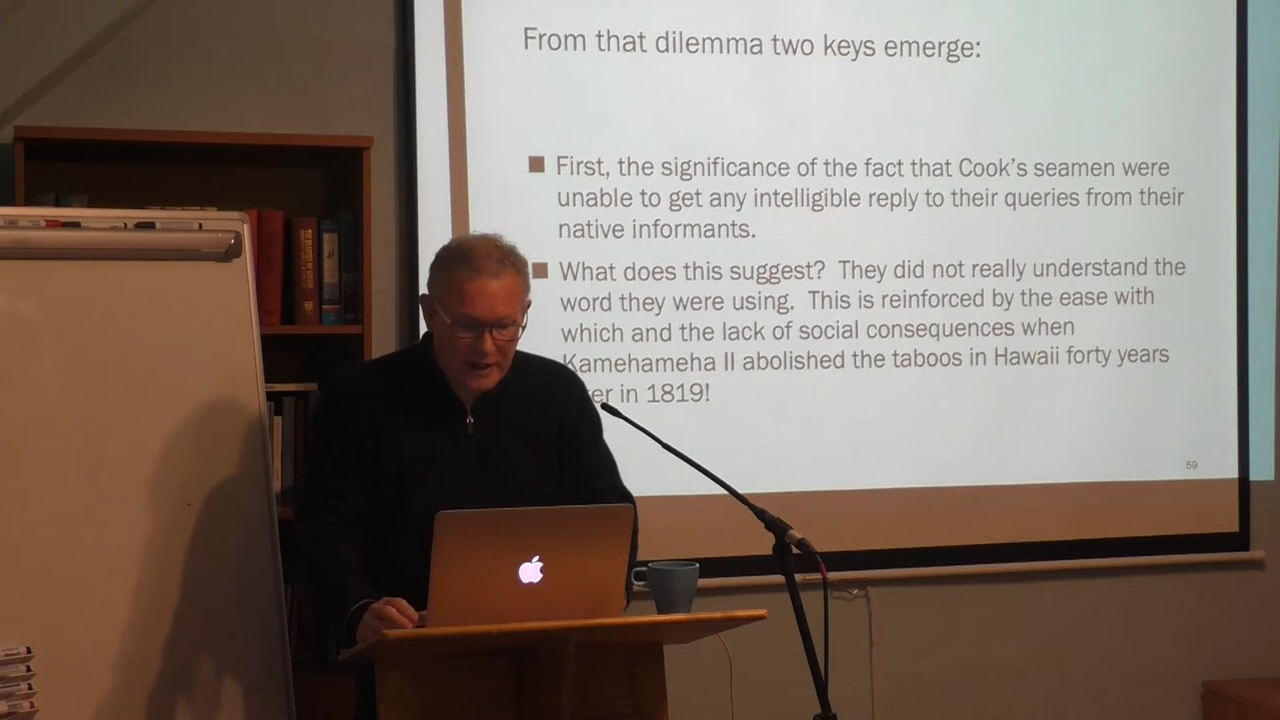 From that dilemma two keys emerge:
First, the significance of the fact that Cook's seamen were
unable to get any intelligible reply to their queries from their
native informants.
What does this suggest? They did not really understand the
word they were using. This is reinforced by the ease with
which and the lack of social consequences when
Kamehameha II abolished the taboos in Hawaii forty years
er in 1819!
59